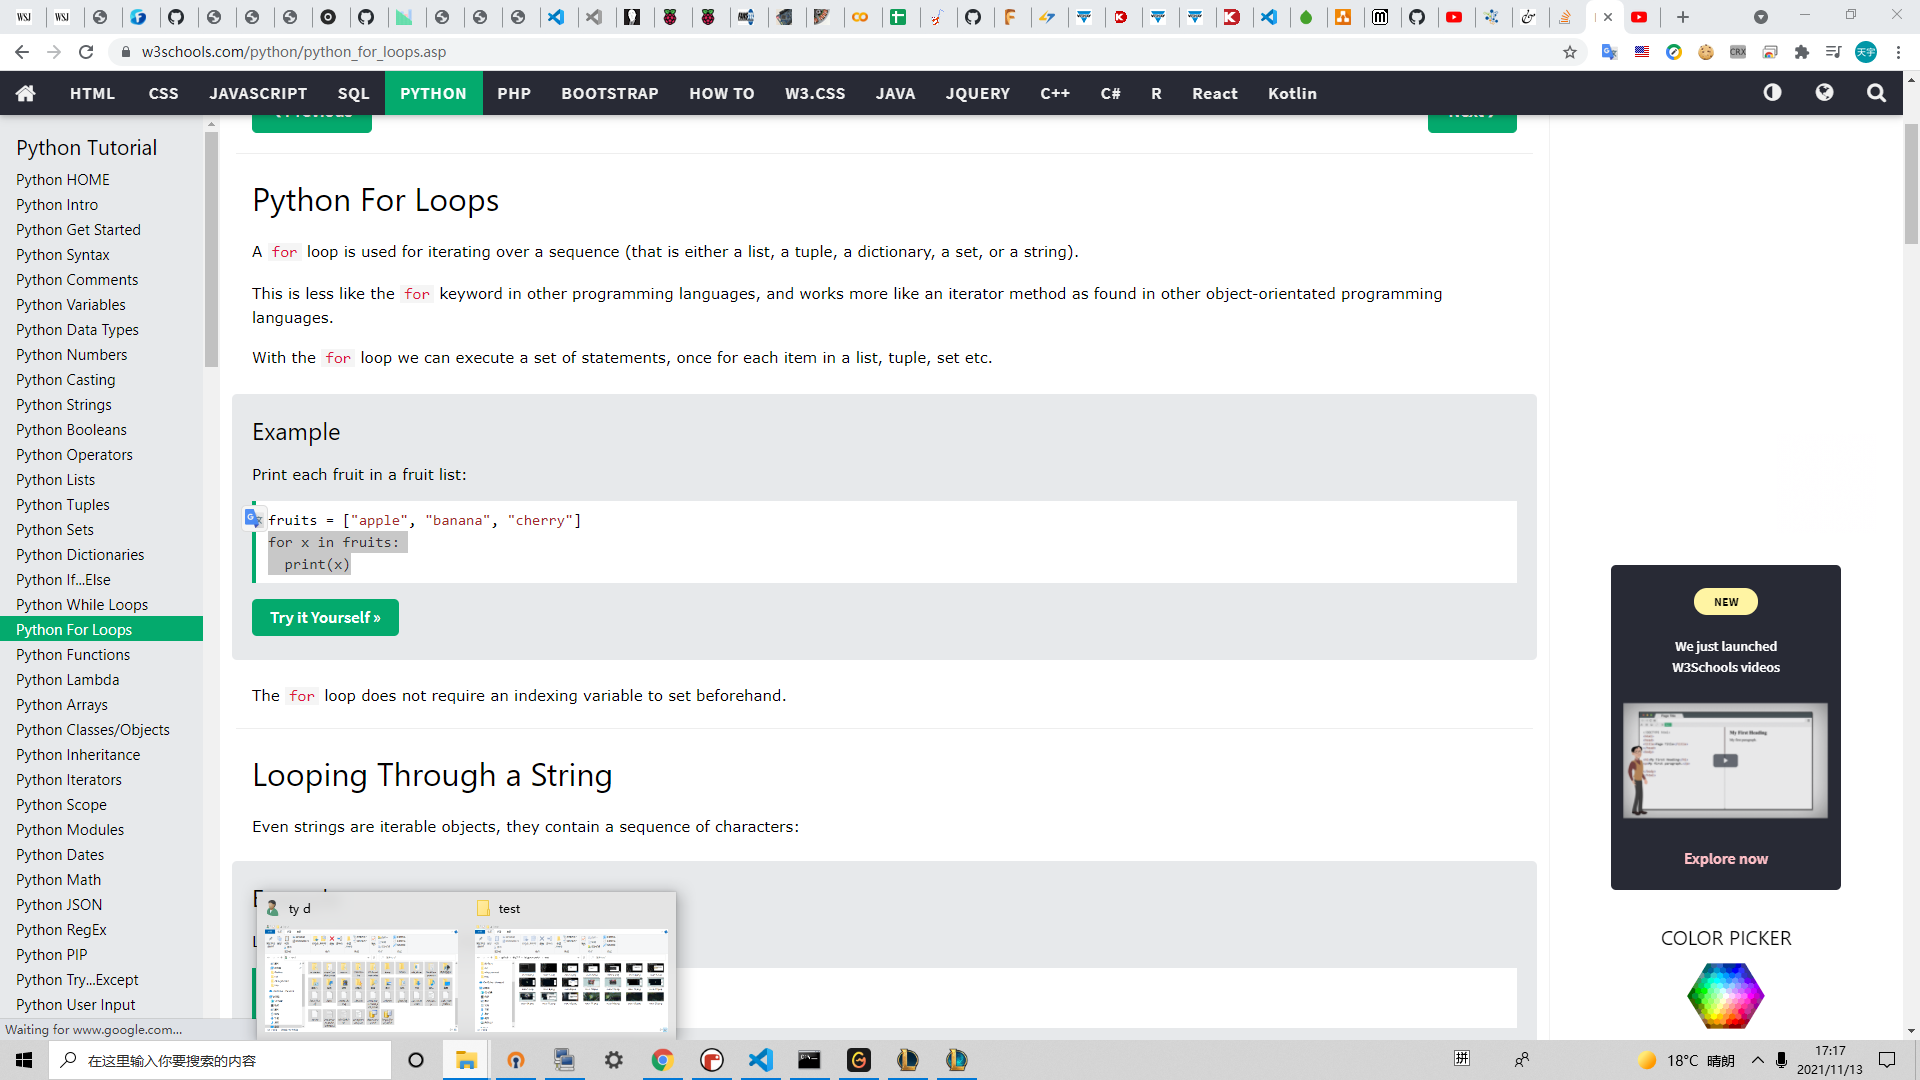 WSJ
WSJ
w3schools.com/python/python_for_loops.asp
CRX
天宇
HTML
CSS
JAVASCRIPT
SQL
PYTHON
PHP
BOOTSTRAP
HOW TO
W3.CSS
JAVA
JQUERY
C++
C#
R
React
Kotlin
Python Tutorial
Python HOME
Python Intro
Python Get Started
Python Syntax
Python Comments
Python Variables
Python Data Types
Python Numbers
Python Casting
Python Strings
Python Booleans
Python Operators
Python Lists
Python Tuples
Python Sets
Python Dictionaries
Python If...Else
Python While Loops
Python For Loops
Python Functions
Python Lambda
Python Arrays
Python Classes/Objects
Python Inheritance
Python Iterators
Python Scope
Python Modules
Python Dates
Python Math
Python JSON
Python RegEx
Python PIP
Python Try...Except
Python User Input
Waiting for www.google.com...
Python For Loops
A for loop is used for iterating over a sequence (that is either a list, a tuple, a dictionary, a set, or a string).
This is less like the for keyword in other programming languages, and works more like an iterator method as found in other object-orientated programming
languages.
With the for loop we can execute a set of statements, once for each item in a list, tuple, set etc.
Example
Print each fruit in a fruit list:
fruits = ["apple", "banana", "cherry"]
for x in fruits:
print(x)
Try it Yourself »
The for loop does not require an indexing variable to set beforehand.
Looping Through a String
Even strings are iterable objects, they contain a sequence of characters:
ty d
test
NEW
We just launched
W3Schools videos
My First Heading
Explore now
COLOR PICKER
在这里输入你要搜索的内容
拼
18°C 晴朗
17:17
2021/11/13